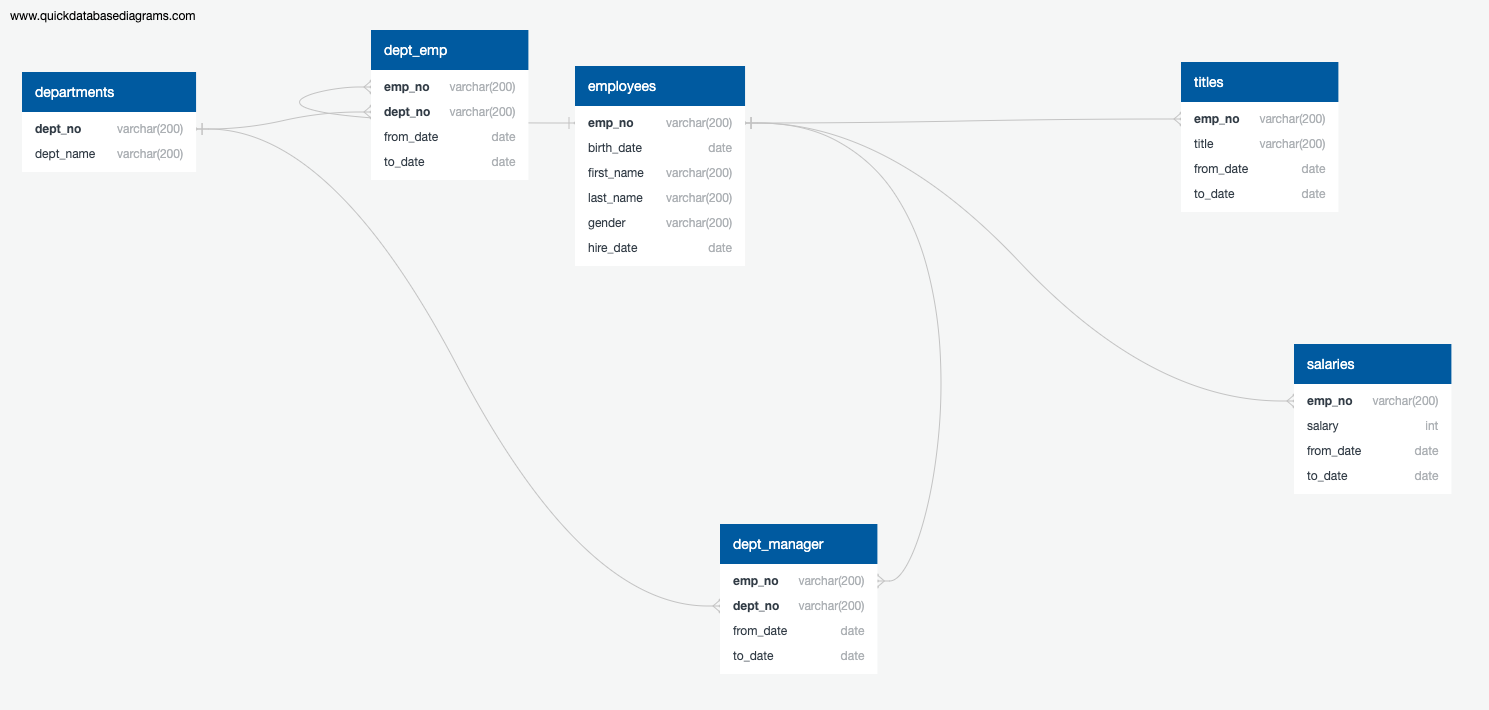 www.quickdatabasediagrams.com
departments
dept_no varchar(200)
dept_name varchar(200)
dept_emp
emp_no varchar(200)
dept_no varchar(200)
from_date date
to_date date
employees
emp_no varchar(200)
birth_date date
first_name varchar(200)
last_name varchar(200)
gender varchar(200)
hire_date date
titles
emp_no varchar(200)
title varchar(200)
from_date date
to_date date
salaries
emp_no varchar(200)
salary int
from_date date
to_date date
dept_manager
emp_no varchar(200)
dept_no varchar(200)
from_date date
to_date date